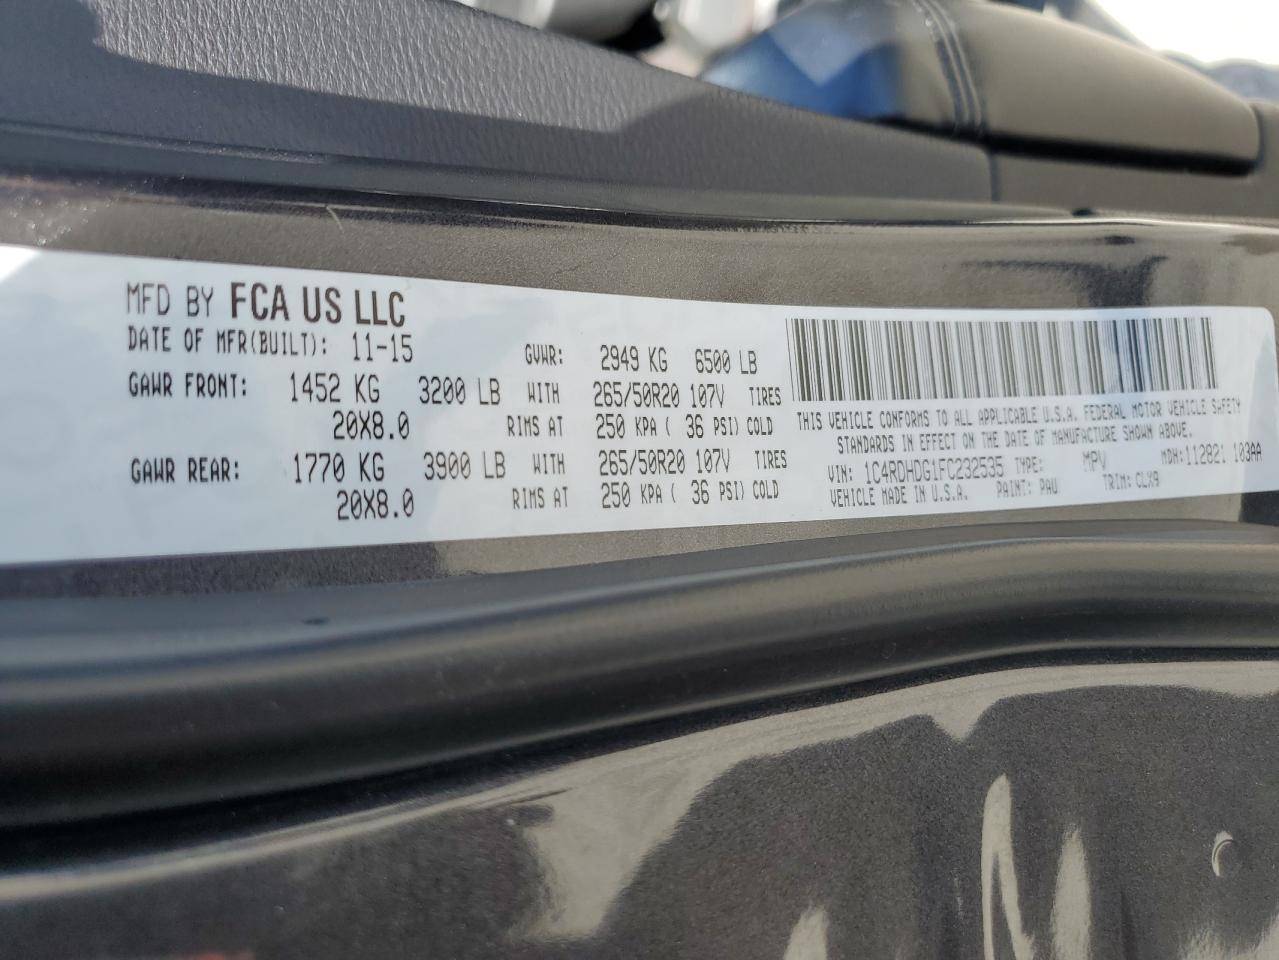 MFD BY FCA US LLC
DATE OF MFR(BUILT): 11-15 GVWR: 2949 KG 6500 LB
GAWR FRONT: 1452 KG 3200 LB WITH 265/50R20 107V TIRES
20X8.0 RIMS AT 250 KPA ( 36 PSI) COLD
GAWR REAR: 1770 KG 3900 LB WITH 265/50R20 107V TIRES
20X8.0 RIMS AT 250 KPA ( 36 PSI) COLD
THIS VEHICLE CONFORMS TO ALL APPLICABLE U.S.A. FEDERAL MOTOR VEHICLE SAFETY
STANDARDS IN EFFECT ON THE DATE OF MANUFACTURE SHOWN ABOVE.
VIN: 1C4RDHDG1FC232535 TYPE: MPV MDH: 112821 103AA
VEHICLE MADE IN U.S.A. PAINT: PAU TRIM: CLX9